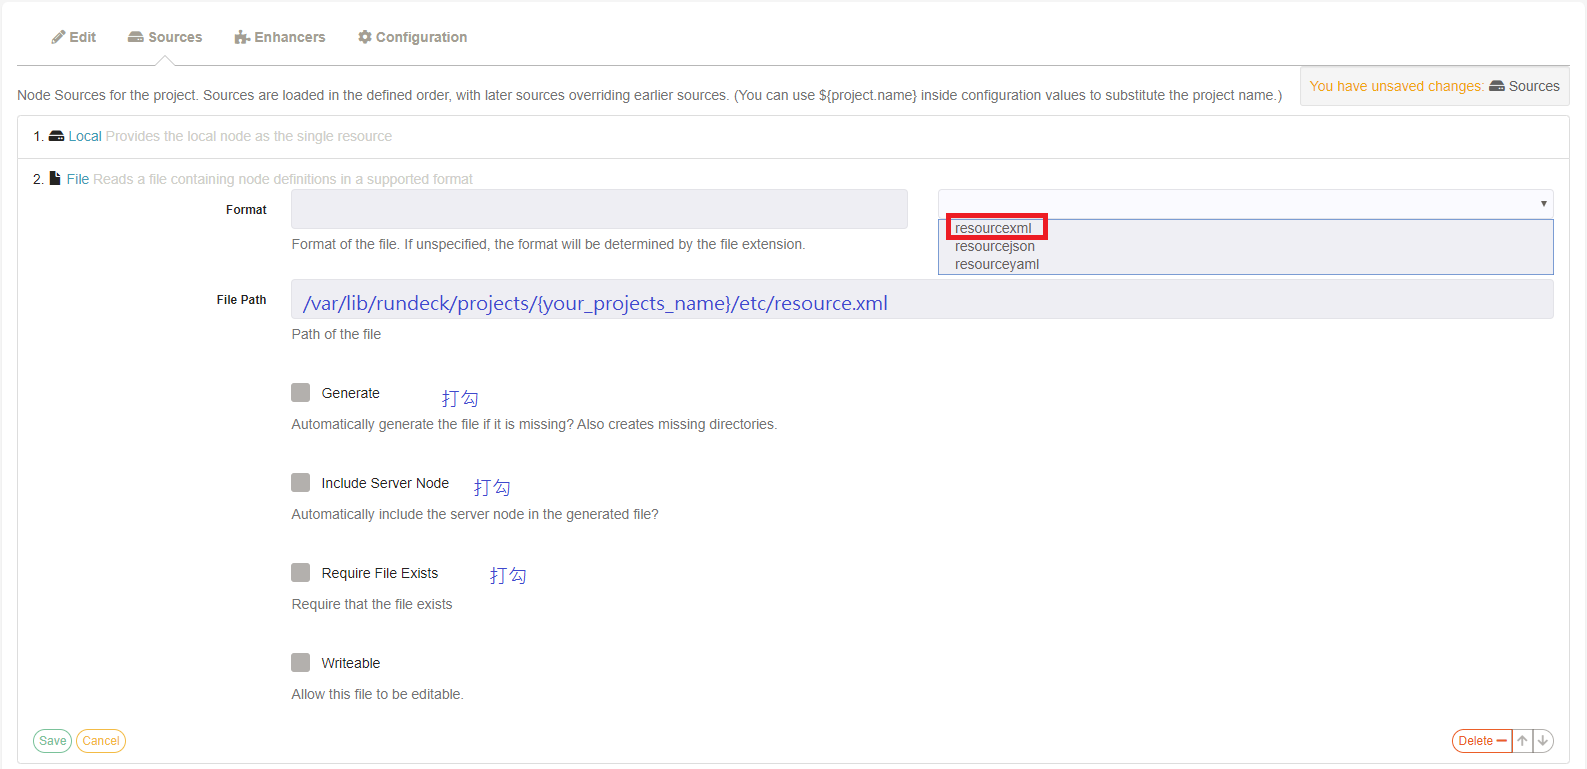 Edit Sources Enhancers Configuration
You have unsaved changes: Sources
Node Sources for the project. Sources are loaded in the defined order, with later sources overriding earlier sources. (You can use ${project.name} inside configuration values to substitute the project name.)
1. Local Provides the local node as the single resource
2. File Reads a file containing node definitions in a supported format
Format
Format of the file. If unspecified, the format will be determined by the file extension.
resourcexml
resourcejson
resourceyaml
File Path /var/lib/rundeck/projects/{your_projects_name}/etc/resource.xml
Path of the file
Generate 打勾
Automatically generate the file if it is missing? Also creates missing directories.
Include Server Node 打勾
Automatically include the server node in the generated file?
Require File Exists 打勾
Require that the file exists
Writeable
Allow this file to be editable.
Save Cancel Delete